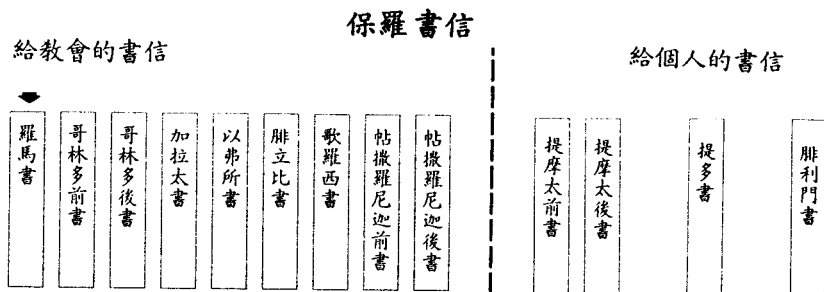 保羅書信
給教會的書信
給個人的書信
羅馬書
哥林多前書
哥林多後書
加拉太書
以弗所書
腓立比書
歌羅西書
帖撒羅尼迦前書
帖撒羅尼迦後書
提摩太前書
提摩太後書
提多書
腓利門書